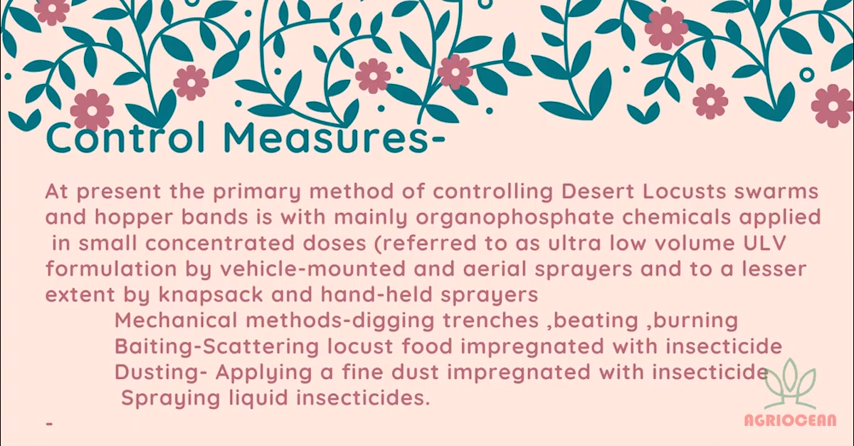 Control Measures-
At present the primary method of controlling Desert Locusts swarms
and hopper bands is with mainly organophosphate chemicals applied
in small concentrated doses (referred to as ultra low volume ULV
formulation by vehicle-mounted and aerial sprayers and to a lesser
extent by knapsack and hand-held sprayers
Mechanical methods-digging trenches ,beating ,burning
Baiting-Scattering locust food impregnated with insecticide
Dusting- Applying a fine dust impregnated with insecticide
Spraying liquid insecticides.
-
AGRIOCEAN